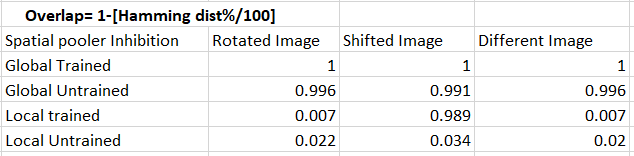 Overlap= 1-[Hamming dist%/100]
Spatial pooler Inhibition Rotated Image Shifted Image Different Image
Global Trained 1 1 1
Global Untrained 0.996 0.991 0.996
Local trained 0.007 0.989 0.007
Local Untrained 0.022 0.034 0.02